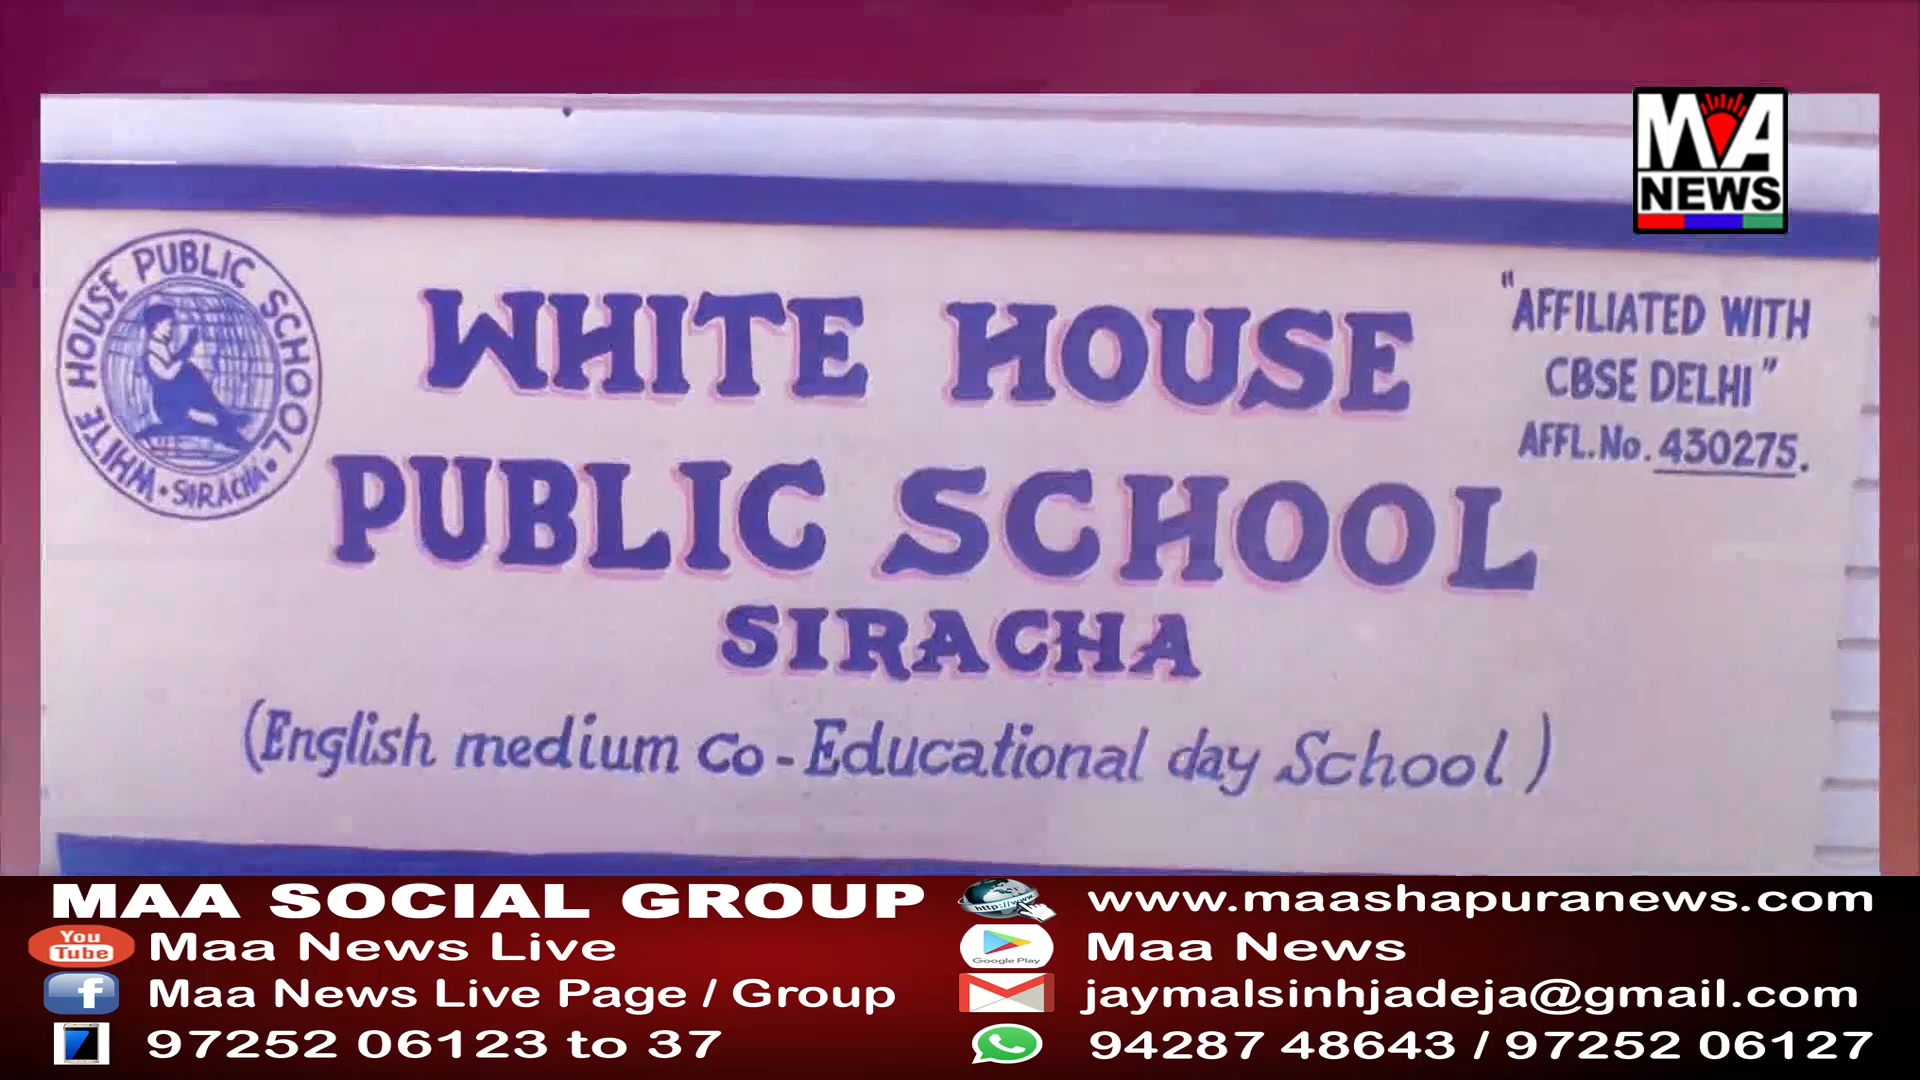 MAA
NEWS
WHITE HOUSE PUBLIC SCHOOL
• SIRACHA •
WHITE HOUSE
PUBLIC SCHOOL
SIRACHA
(English medium Co-Educational day School)
"AFFILIATED WITH
CBSE DELHI"
AFFL.No. 430275.
MAA SOCIAL GROUP
You
Tube
Maa News Live
f
Maa News Live Page / Group
97252 06123 to 37
http://www
www.maashapuranews.com
Google Play
Maa News
jaymalsinhjadeja@gmail.com
94287 48643 / 97252 06127